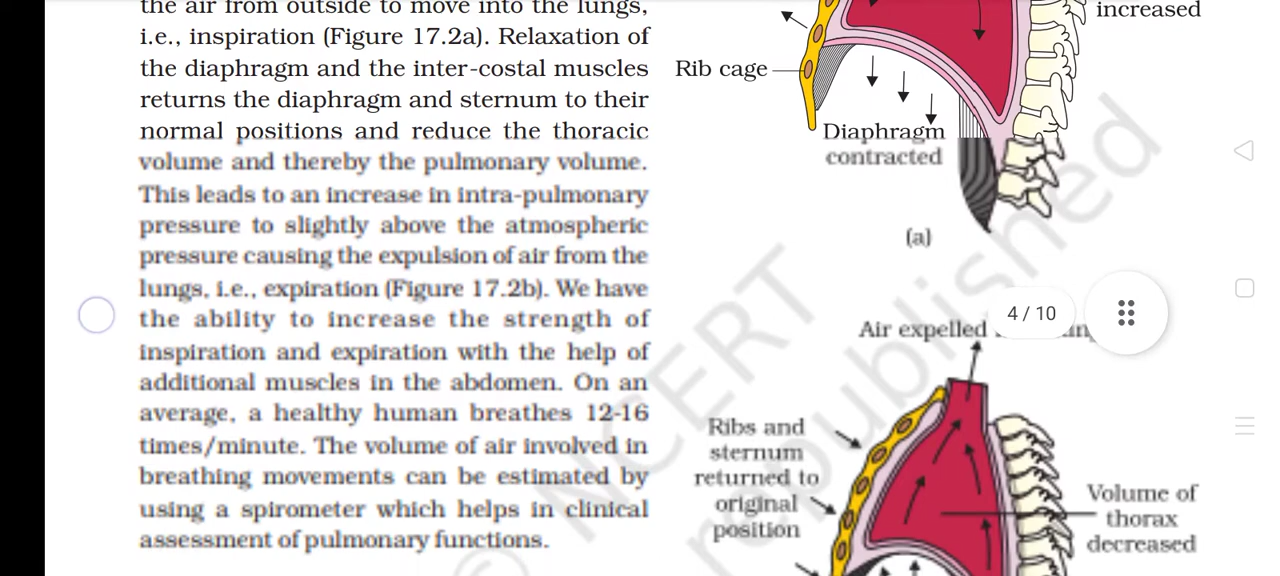 the air from outside to move into the lungs,
i.e., inspiration (Figure 17.2a). Relaxation of
the diaphragm and the inter-costal muscles
returns the diaphragm and sternum to their
normal positions and reduce the thoracic
volume and thereby the pulmonary volume.
This leads to an increase in intra-pulmonary
pressure to slightly above the atmospheric
pressure causing the expulsion of air from the
lungs, i.e., expiration (Figure 17.2b). We have
the ability to increase the strength of
inspiration and expiration with the help of
additional muscles in the abdomen. On an
average, a healthy human breathes 12-16
times/minute. The volume of air involved in
breathing movements can be estimated by
using a spirometer which helps in clinical
assessment of pulmonary functions.
increased
Rib cage
Diaphragm
contracted
(a)
4 / 10
Air expelled
Ribs and
sternum
returned to
original
position
Volume of
thorax
decreased
© NCERT
republished